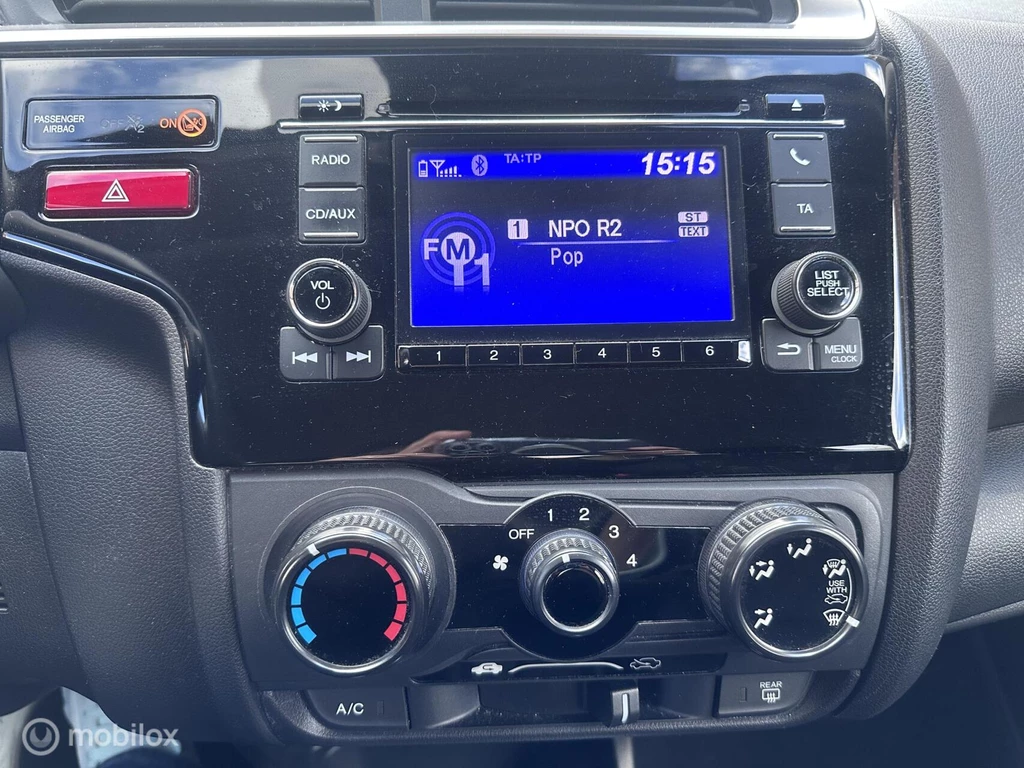 PASSENGER
AIRBAG
OFF
2
ON
RADIO
CD/AUX
VOL
TA:TP
15:15
FM1
1 NPO R2
Pop
ST
TEXT
TA
LIST
PUSH
SELECT
MENU
CLOCK
1 2 3 4 5 6
OFF 1 2 3 4
USE
WITH
A/C
REAR
mobilox